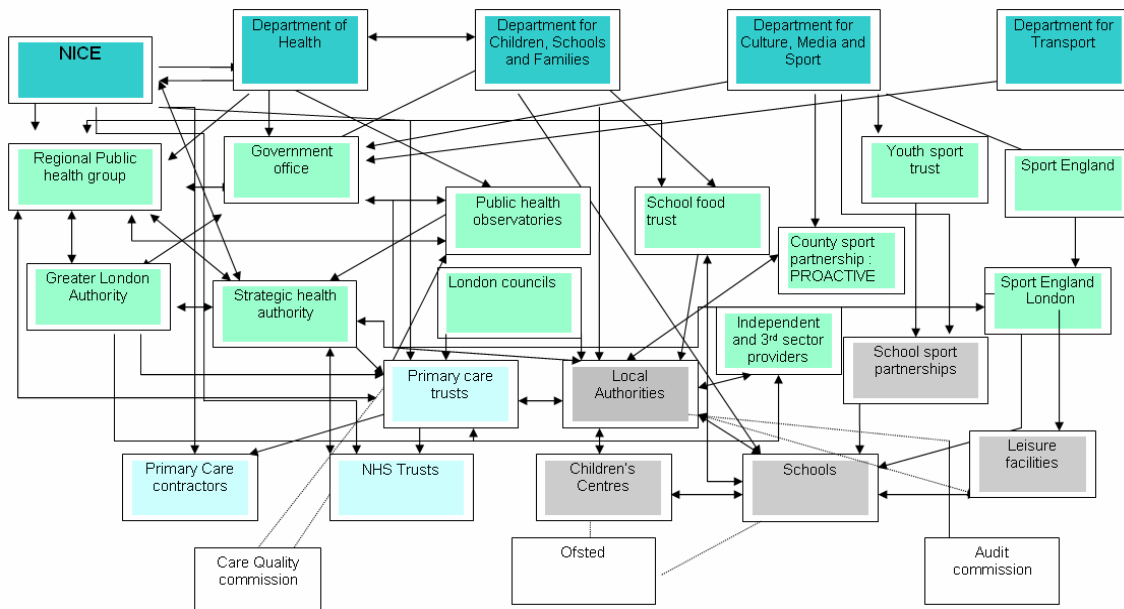 NICE
Department of
Health
Department for
Children, Schools
and Families
Department for
Culture, Media and
Sport
Department for
Transport
Regional Public
health group
Government
office
Public health
observatories
School food
trust
Youth sport
trust
Sport England
County sport
partnership :
PROACTIVE
Greater London
Authority
Strategic health
authority
London councils
Independent
and 3rd sector
providers
Sport England
London
School sport
partnerships
Primary care
trusts
Local
Authorities
Primary Care
contractors
NHS Trusts
Children's
Centres
Schools
Leisure
facilities
Care Quality
commission
Ofsted
Audit
commission